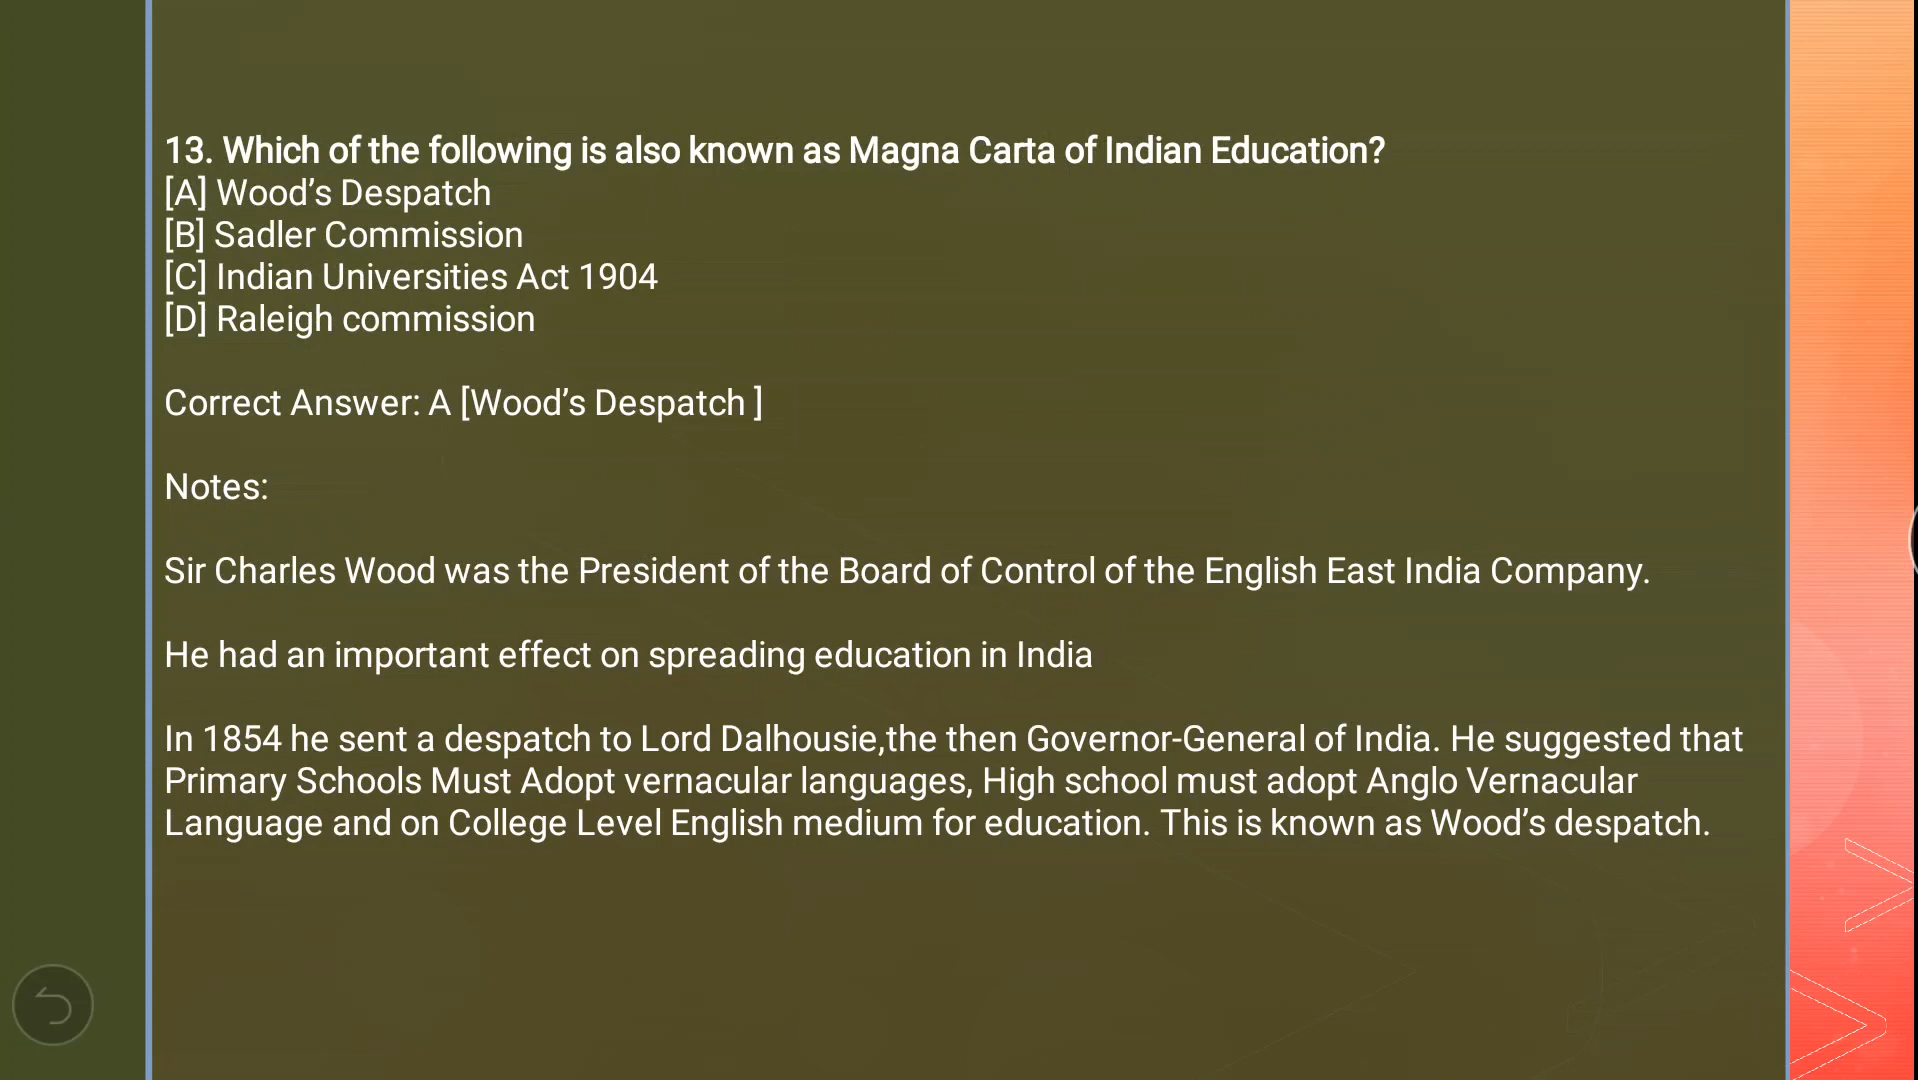 13. Which of the following is also known as Magna Carta of Indian Education?
[A] Wood’s Despatch
[B] Sadler Commission
[C] Indian Universities Act 1904
[D] Raleigh commission
Correct Answer: A [Wood’s Despatch ]
Notes:
Sir Charles Wood was the President of the Board of Control of the English East India Company.
He had an important effect on spreading education in India
In 1854 he sent a despatch to Lord Dalhousie,the then Governor-General of India. He suggested that
Primary Schools Must Adopt vernacular languages, High school must adopt Anglo Vernacular
Language and on College Level English medium for education. This is known as Wood’s despatch.